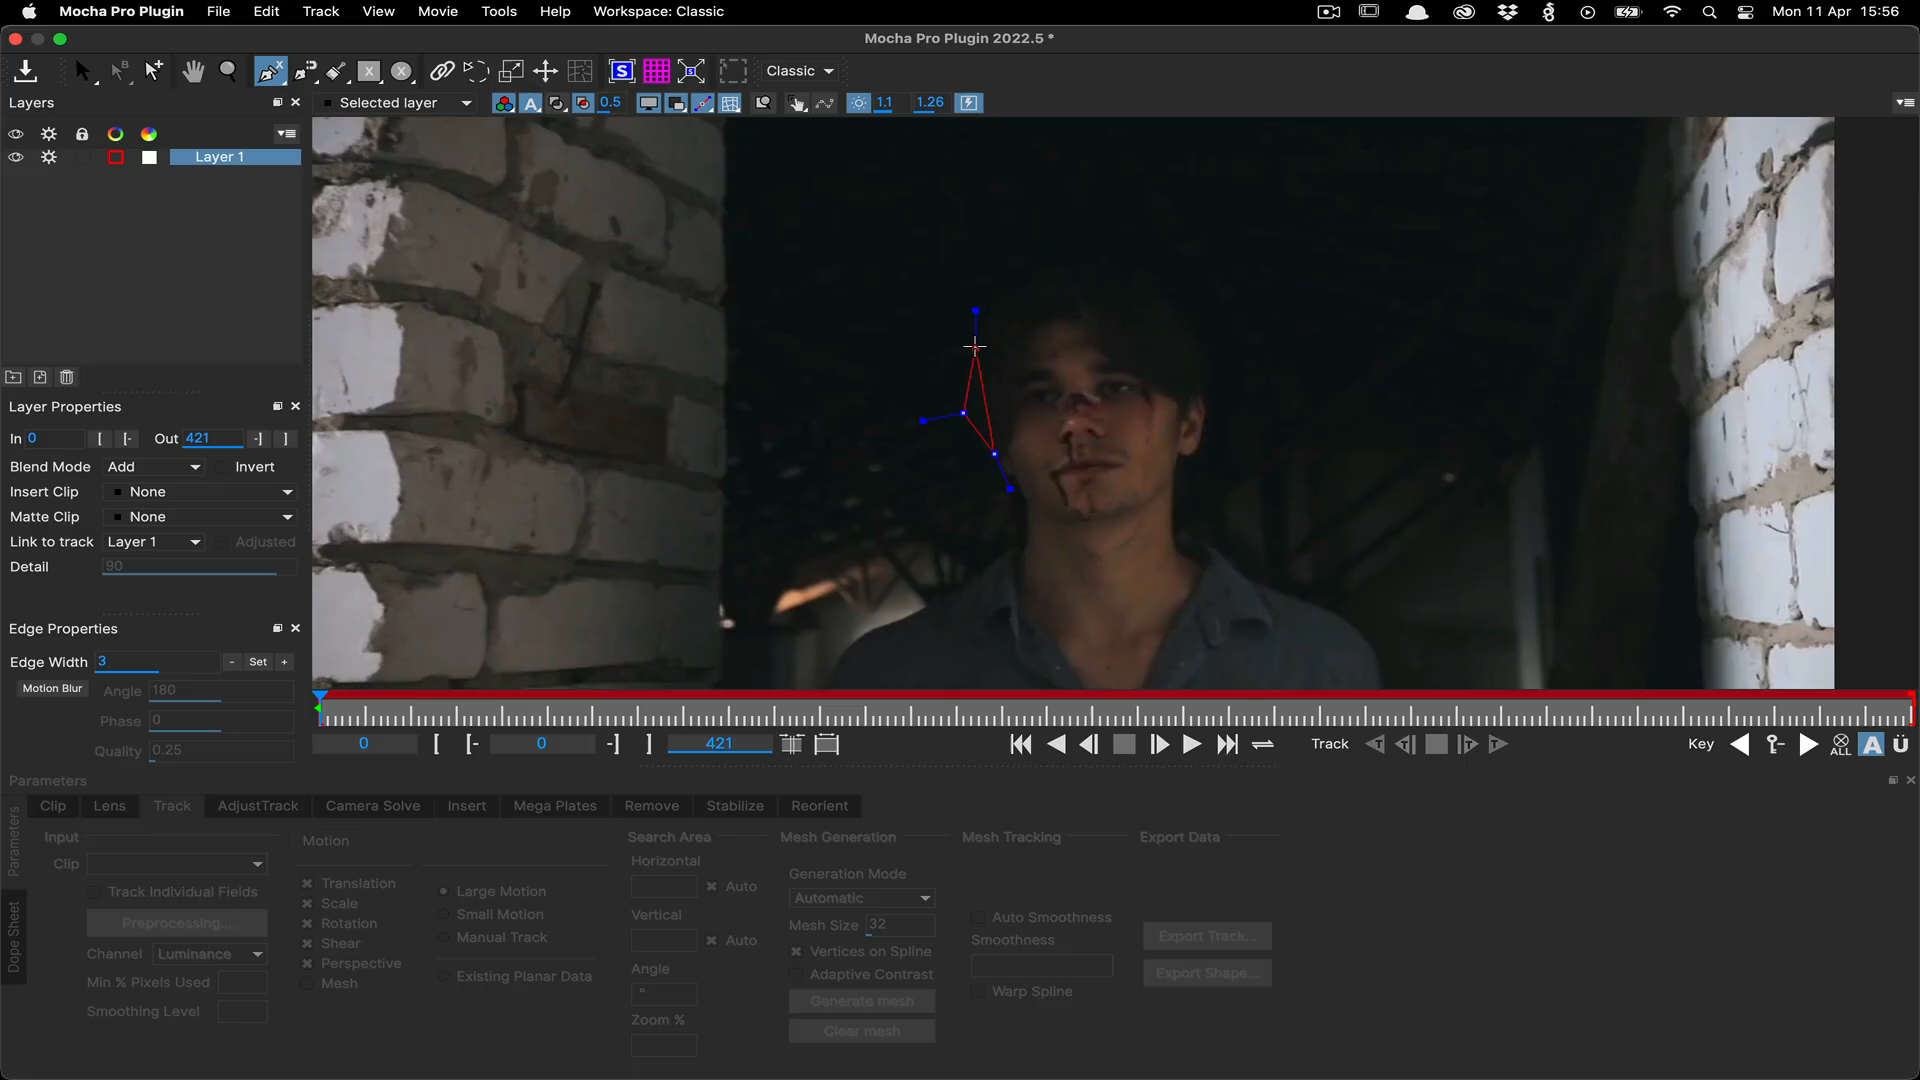 Mocha Pro Plugin File Edit Track View Movie Tools Help Workspace: Classic Mon 11 Apr 15:56
Mocha Pro Plugin 2022.5 *
Classic
Layers Selected layer A 0.5 1.1 1.26
Layer 1
Layer Properties
In 0 [ [- Out 421 -] ]
Blend Mode Add Invert
Insert Clip None
Matte Clip None
Link to track Layer 1 Adjusted
Detail 90
Edge Properties
Edge Width 3 - Set +
Motion Blur Angle 180
Phase 0
Quality 0.25
0 [ [- 0 -] ] 421 Track Key ALL A Ü
Parameters
Clip Lens Track AdjustTrack Camera Solve Insert Mega Plates Remove Stabilize Reorient
Parameters
Dope Sheet
Input
Clip
Track Individual Fields
Preprocessing...
Channel Luminance
Min % Pixels Used
Smoothing Level
Motion
Translation
Scale
Rotation
Shear
Perspective
Mesh
Large Motion
Small Motion
Manual Track
Existing Planar Data
Search Area
Horizontal
Auto
Vertical
Auto
Angle
°
Zoom %
Mesh Generation
Generation Mode
Automatic
Mesh Size 32
Vertices on Spline
Adaptive Contrast
Generate mesh
Clear mesh
Mesh Tracking
Auto Smoothness
Smoothness
Warp Spline
Export Data
Export Track...
Export Shape...